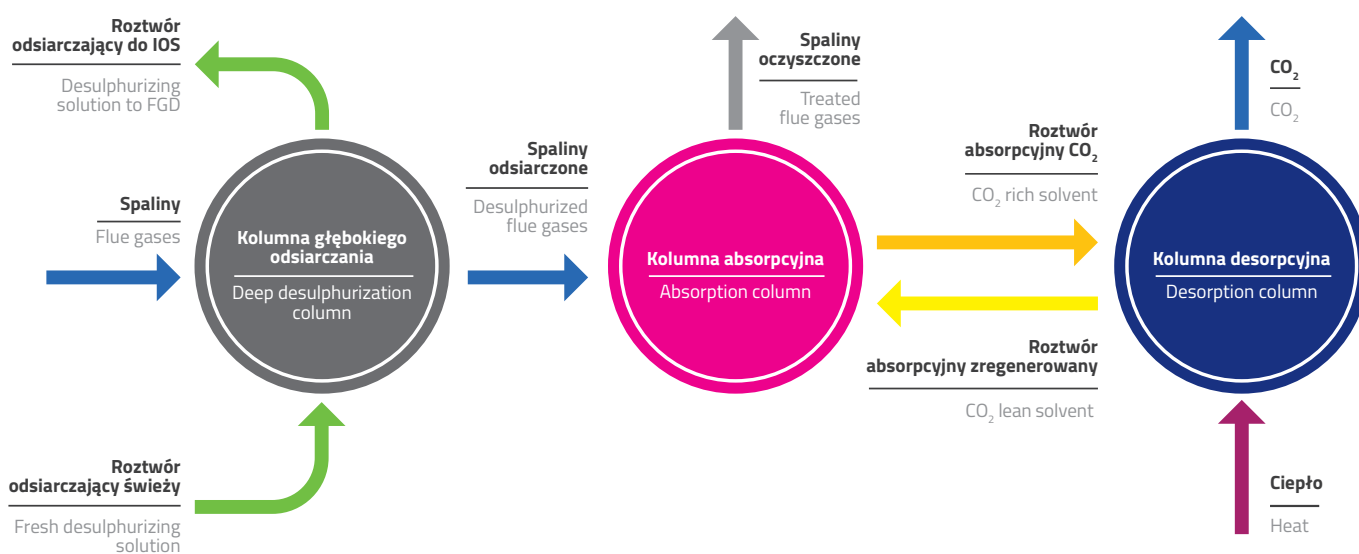 Roztwór
odsiarczający do IOS
Desulphurizing
solution to FGD
Spaliny
Flue gases
Kolumna głębokiego
odsiarczania
Deep desulphurization
column
Roztwór
odsiarczający świeży
Fresh desulphurizing
solution
Spaliny
odsiarczone
Desulphurized
flue gases
Spaliny
oczyszczone
Treated
flue gases
Kolumna absorpcyjna
Absorption column
Roztwór
absorpcyjny CO₂
CO₂ rich solvent
Roztwór
absorpcyjny zregenerowany
CO₂ lean solvent
CO₂
CO₂
Kolumna desorpcyjna
Desorption column
Ciepło
Heat